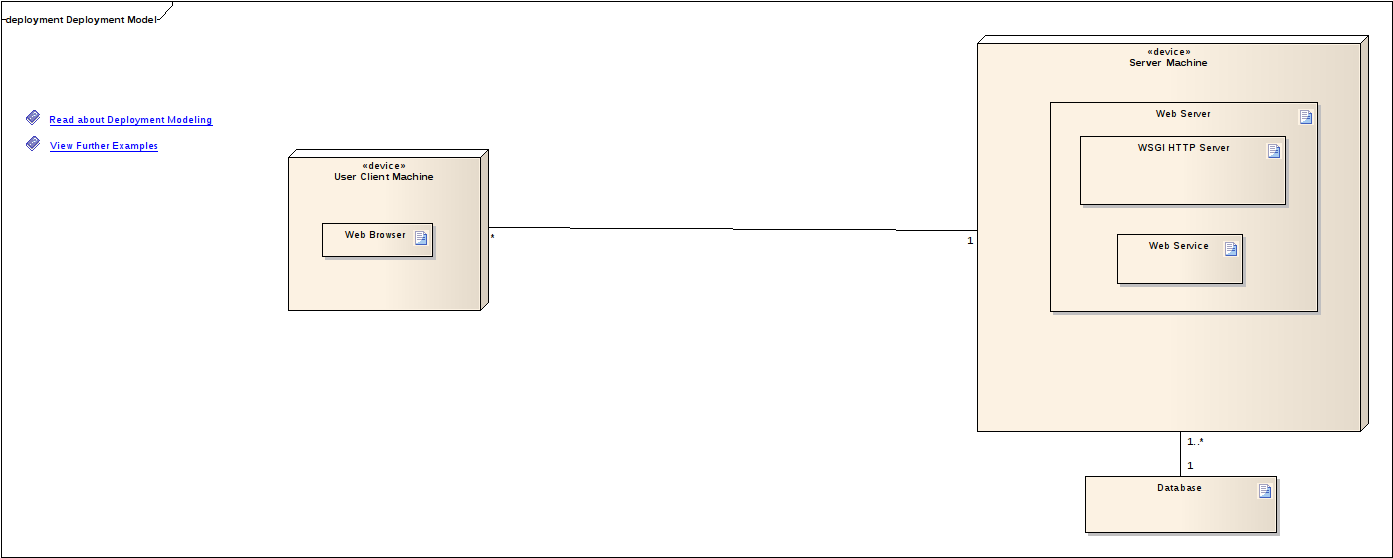 deployment Deployment Model
Read about Deployment Modeling
View Further Examples
«device»
User Client Machine
Web Browser
*
1
«device»
Server Machine
Web Server
WSGI HTTP Server
Web Service
1..*
1
Database